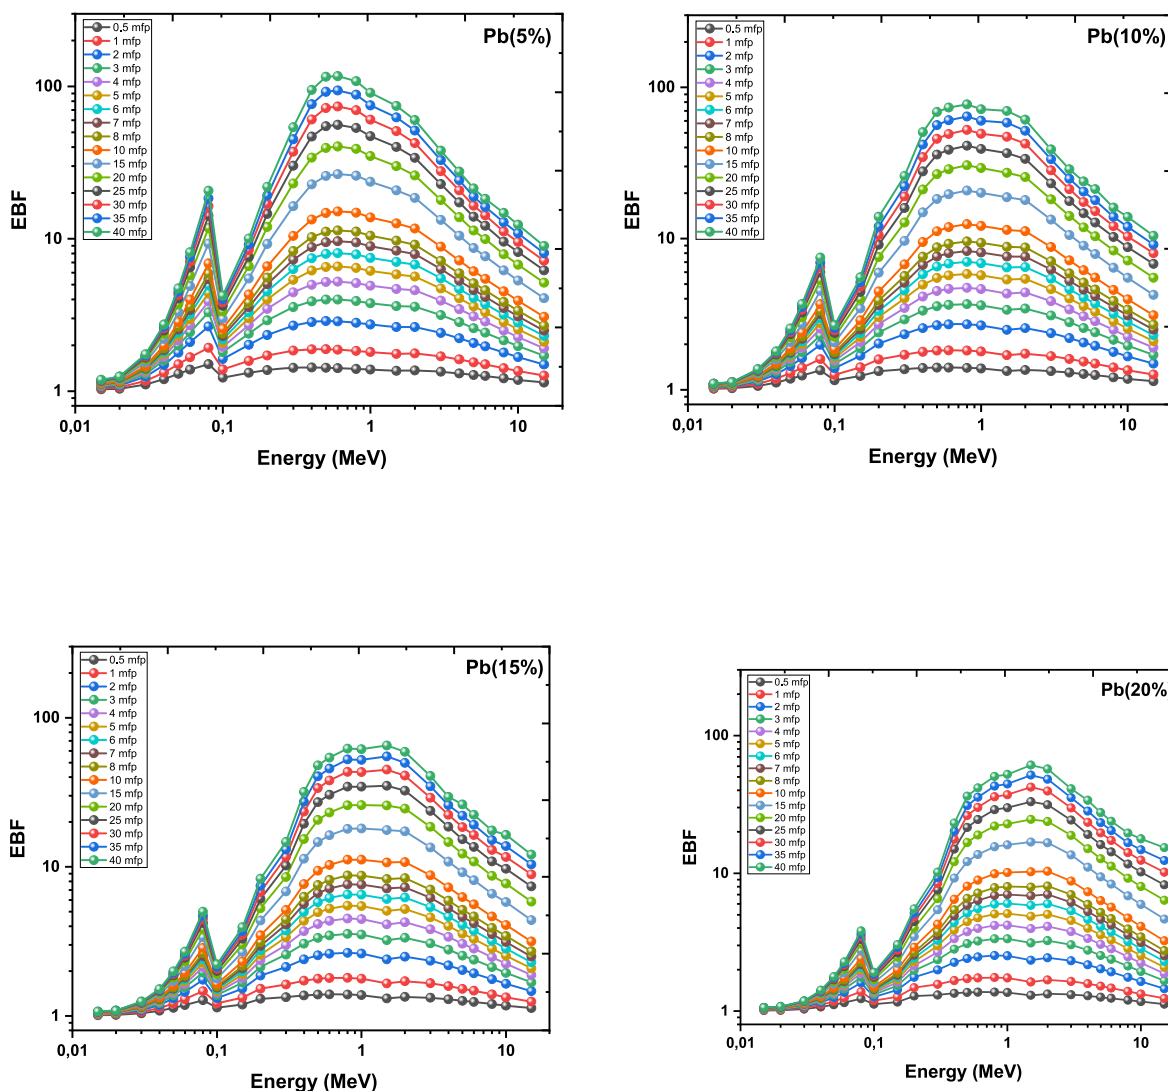 Pb(5%)
0.5 mfp
1 mfp
2 mfp
3 mfp
4 mfp
5 mfp
6 mfp
7 mfp
8 mfp
10 mfp
15 mfp
20 mfp
25 mfp
30 mfp
35 mfp
40 mfp
EBF
100
10
1
0,01
0,1
1
10
Energy (MeV)
Pb(10%)
0.5 mfp
1 mfp
2 mfp
3 mfp
4 mfp
5 mfp
6 mfp
7 mfp
8 mfp
10 mfp
15 mfp
20 mfp
25 mfp
30 mfp
35 mfp
40 mfp
EBF
100
10
1
0,01
0,1
1
10
Energy (MeV)
Pb(15%)
0.5 mfp
1 mfp
2 mfp
3 mfp
4 mfp
5 mfp
6 mfp
7 mfp
8 mfp
10 mfp
15 mfp
20 mfp
25 mfp
30 mfp
35 mfp
40 mfp
EBF
100
10
1
0,01
0,1
1
10
Energy (MeV)
Pb(20%)
0.5 mfp
1 mfp
2 mfp
3 mfp
4 mfp
5 mfp
6 mfp
7 mfp
8 mfp
10 mfp
15 mfp
20 mfp
25 mfp
30 mfp
35 mfp
40 mfp
EBF
100
10
1
0,01
0,1
1
10
Energy (MeV)